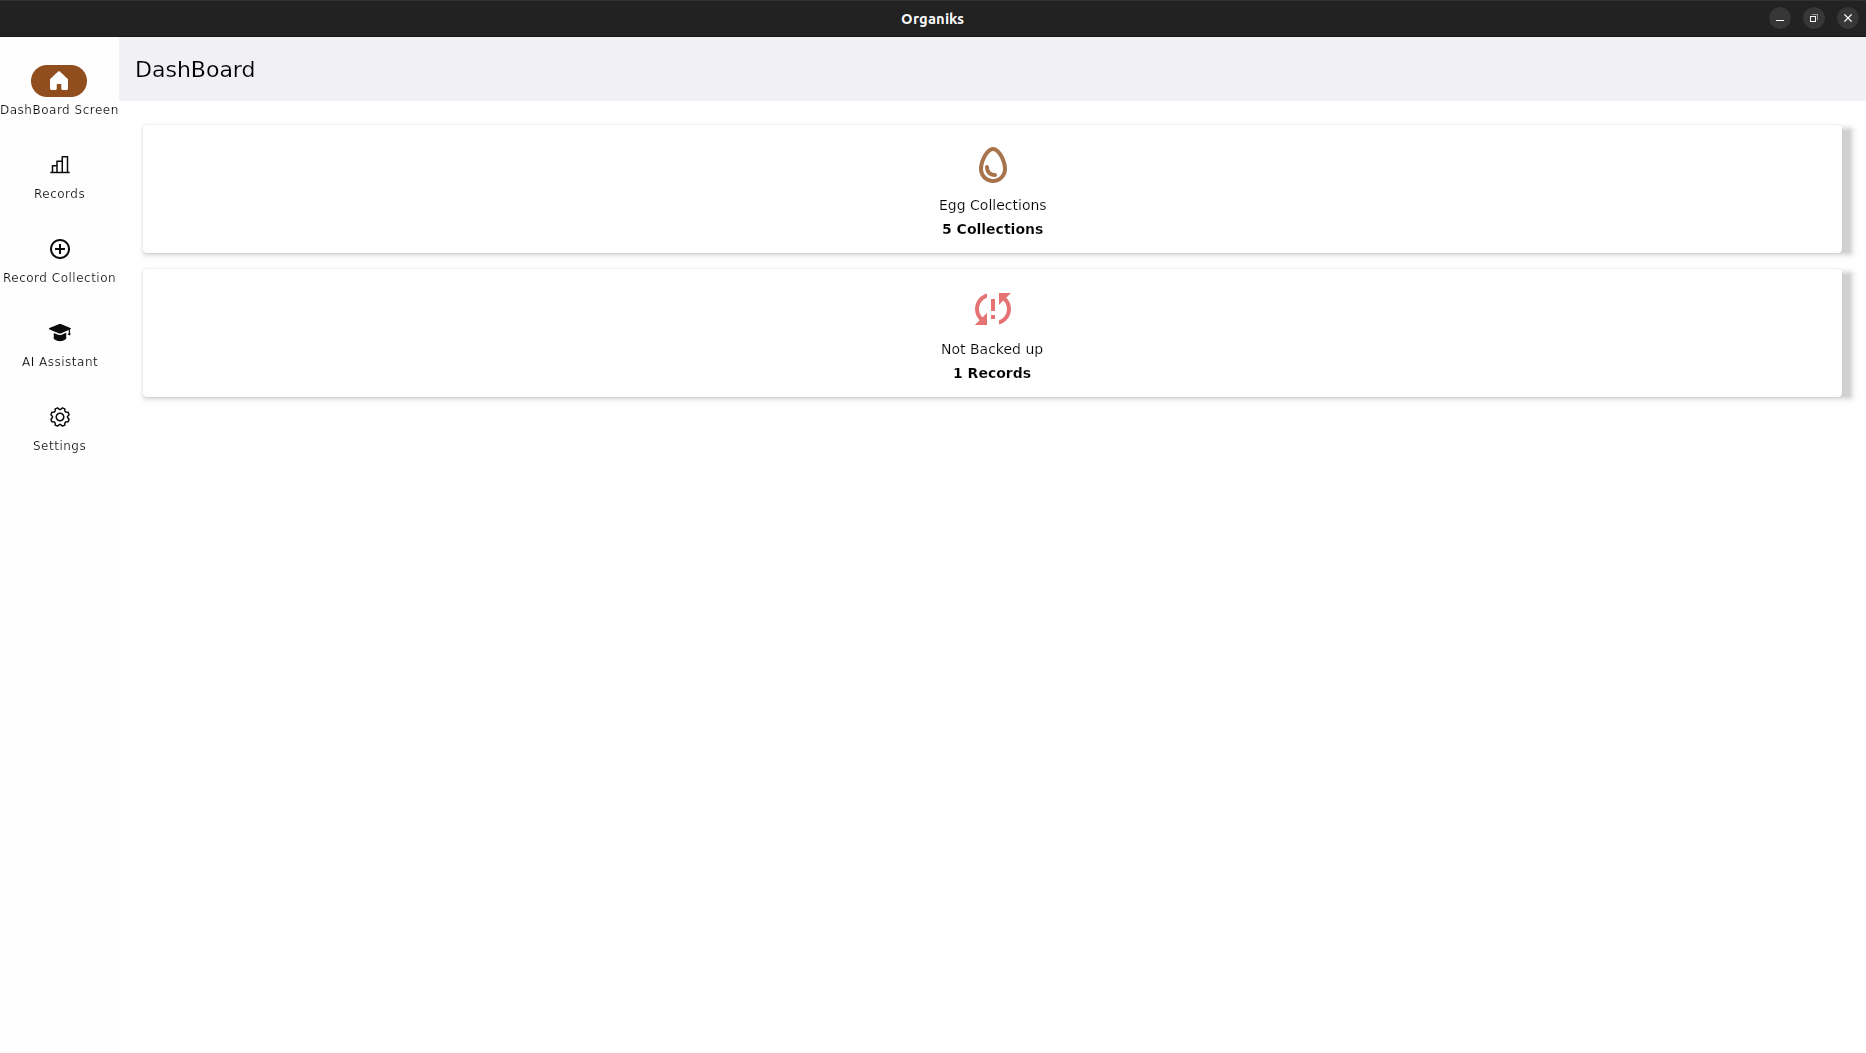 Organiks
DashBoard
DashBoard Screen
Records
Record Collection
AI Assistant
Settings
Egg Collections
5 Collections
Not Backed up
1 Records